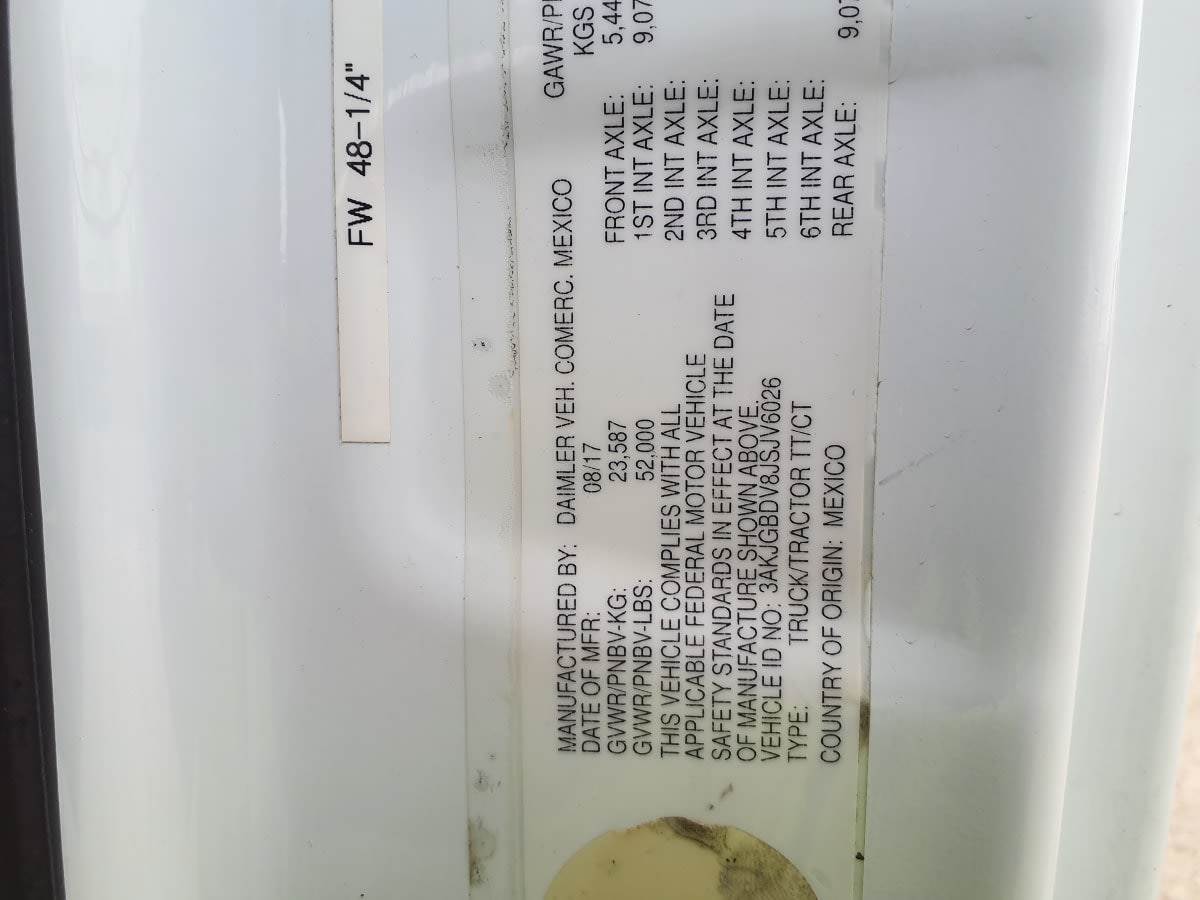 FW 48-1/4"
MANUFACTURED BY: DAIMLER VEH. COMERC. MEXICO
DATE OF MFR: 08/17
GVWR/PNBV-KG: 23,587
GVWR/PNBV-LBS: 52,000
THIS VEHICLE COMPLIES WITH ALL
APPLICABLE FEDERAL MOTOR VEHICLE
SAFETY STANDARDS IN EFFECT AT THE DATE
OF MANUFACTURE SHOWN ABOVE.
VEHICLE ID NO: 3AKJGBDV8JSJV6026
TYPE: TRUCK/TRACTOR TT/CT
COUNTRY OF ORIGIN: MEXICO
KGS
FRONT AXLE:
1ST INT AXLE:
2ND INT AXLE:
3RD INT AXLE:
4TH INT AXLE:
5TH INT AXLE:
6TH INT AXLE:
REAR AXLE: